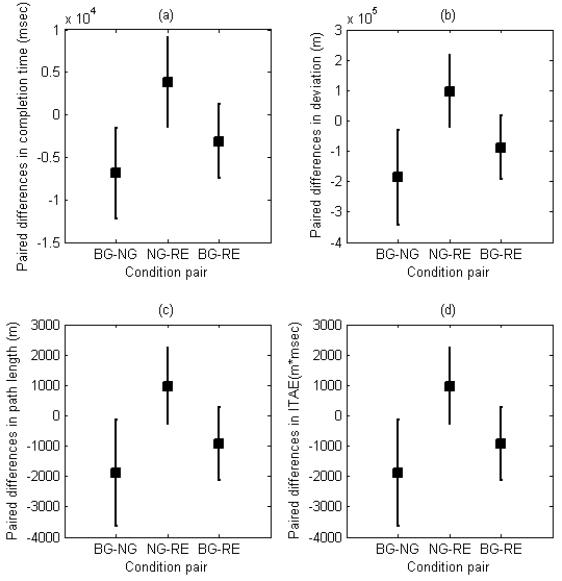 x 10^4
(a)
Paired differences in completion time (msec)
1
0.5
0
-0.5
-1
-1.5
BG-NG NG-RE BG-RE
Condition pair
x 10^5
(b)
Paired differences in deviation (m)
3
2
1
0
-1
-2
-3
-4
BG-NG NG-RE BG-RE
Condition pair
(c)
Paired differences in path length (m)
3000
2000
1000
0
-1000
-2000
-3000
-4000
BG-NG NG-RE BG-RE
Condition pair
(d)
Paired differences in ITAE(m*msec)
3000
2000
1000
0
-1000
-2000
-3000
-4000
BG-NG NG-RE BG-RE
Condition pair